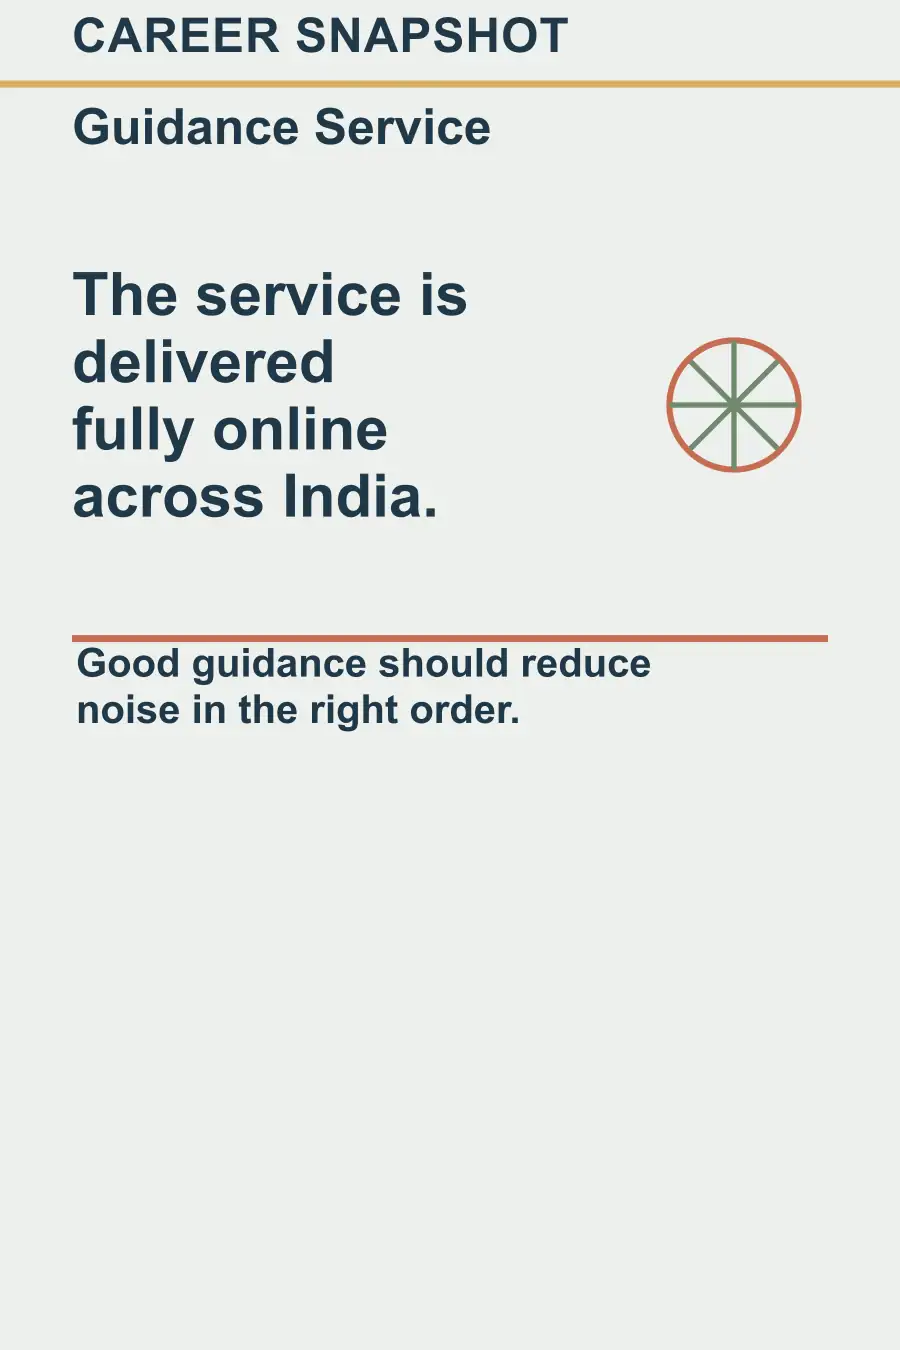 CAREER SNAPSHOT
Guidance Service
The service is
delivered
fully online
across India.
Good guidance should reduce
noise in the right order.